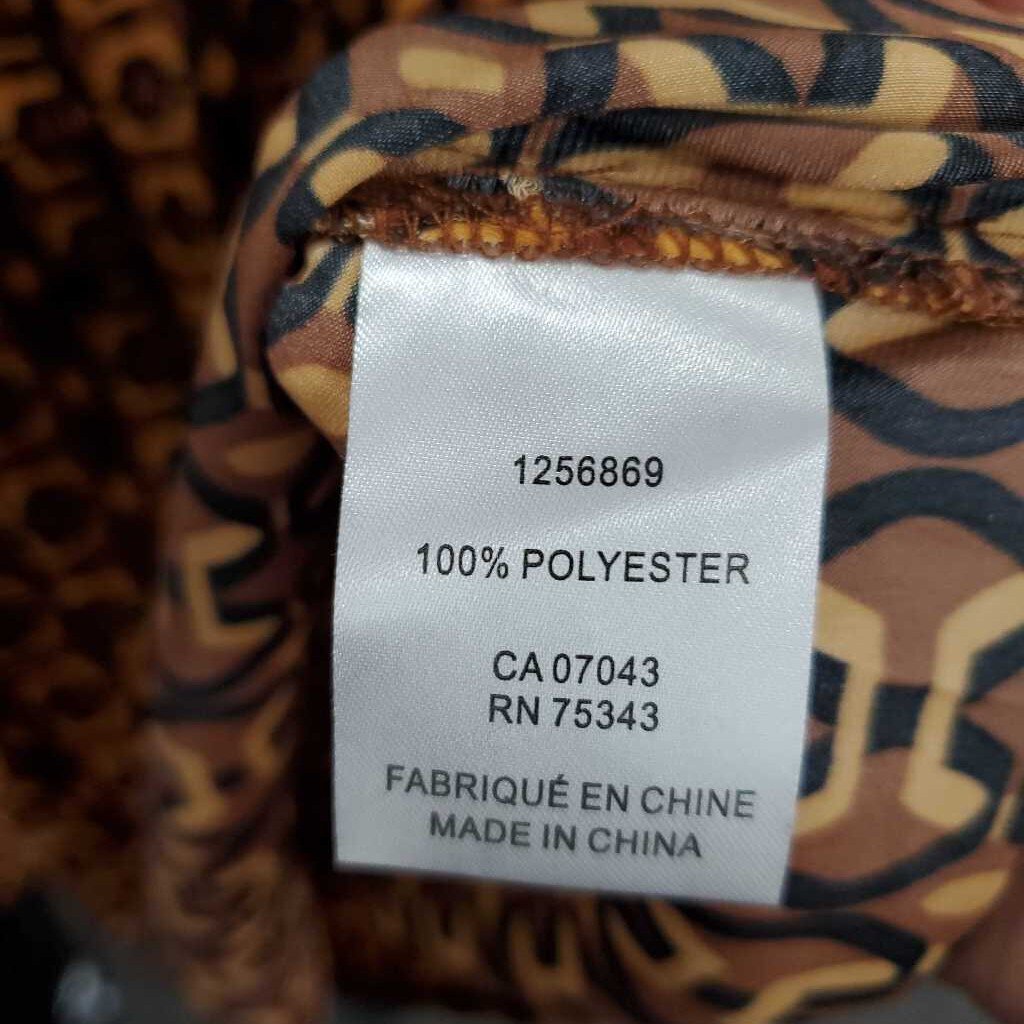 1256869
100% POLYESTER
CA 07043
RN 75343
FABRIQUÉ EN CHINE
MADE IN CHINA